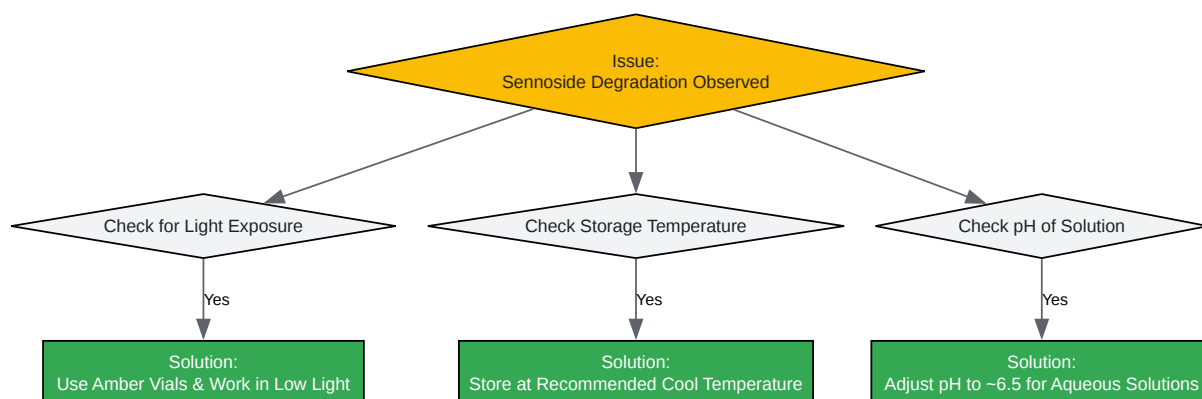 Issue:
Sennoside Degradation Observed
Check for Light Exposure
Check Storage Temperature
Check pH of Solution
Yes
Yes
Yes
Solution:
Use Amber Vials & Work in Low Light
Solution:
Store at Recommended Cool Temperature
Solution:
Adjust pH to ~6.5 for Aqueous Solutions